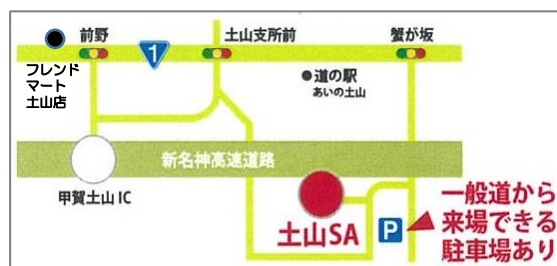 前野
1
土山支所前
蟹が坂
フレンド
マート
土山店
道の駅
あいの土山
新名神高速道路
甲賀土山IC
土山SA
P
一般道から
来場できる
駐車場あり